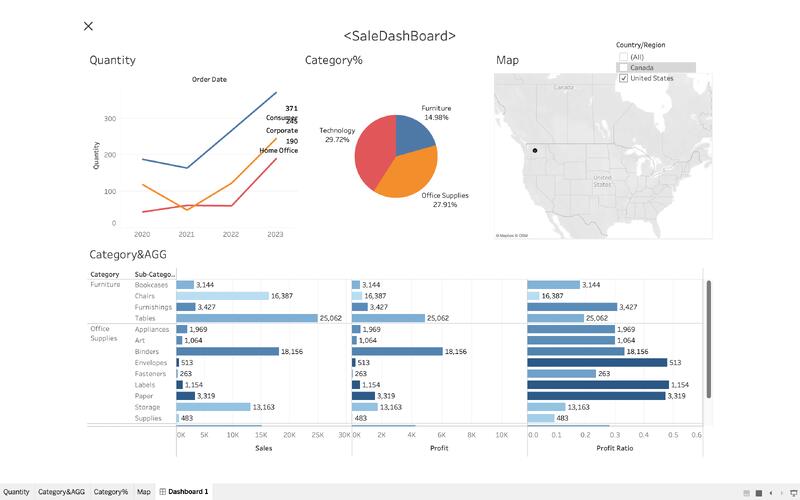 <SaleDashBoard>
Quantity
Order Date
Quantity
300
200
100
0
2020 2021 2022 2023
371
Consumer
245
Corporate
190
Home Office
Category%
Furniture
14.98%
Technology
29.72%
Office Supplies
27.91%
Map
Country/Region
(All)
Canada
United States
Canada
United
States
© Mapbox © OSM
Category&AGG
Category Sub-Catego..
Furniture Bookcases 3,144 3,144 3,144
Chairs 16,387 16,387 16,387
Furnishings 3,427 3,427 3,427
Tables 25,062 25,062 25,062
Office Supplies Appliances 1,969 1,969 1,969
Art 1,064 1,064 1,064
Binders 18,156 18,156 18,156
Envelopes 513 513 513
Fasteners 263 263 263
Labels 1,154 1,154 1,154
Paper 3,319 3,319 3,319
Storage 13,163 13,163 13,163
Supplies 483 483 483
0K 5K 10K 15K 20K 25K 30K 0K 2K 4K 6K 8K 10K 0.0 0.1 0.2 0.3 0.4 0.5 0.6
Sales Profit Profit Ratio
Quantity Category&AGG Category% Map Dashboard 1